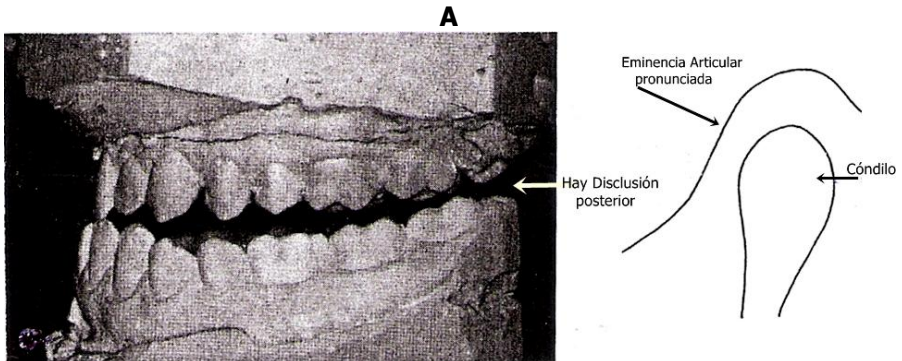 A
Eminencia Articular
pronunciada
Hay Disclusión
posterior
Cóndilo